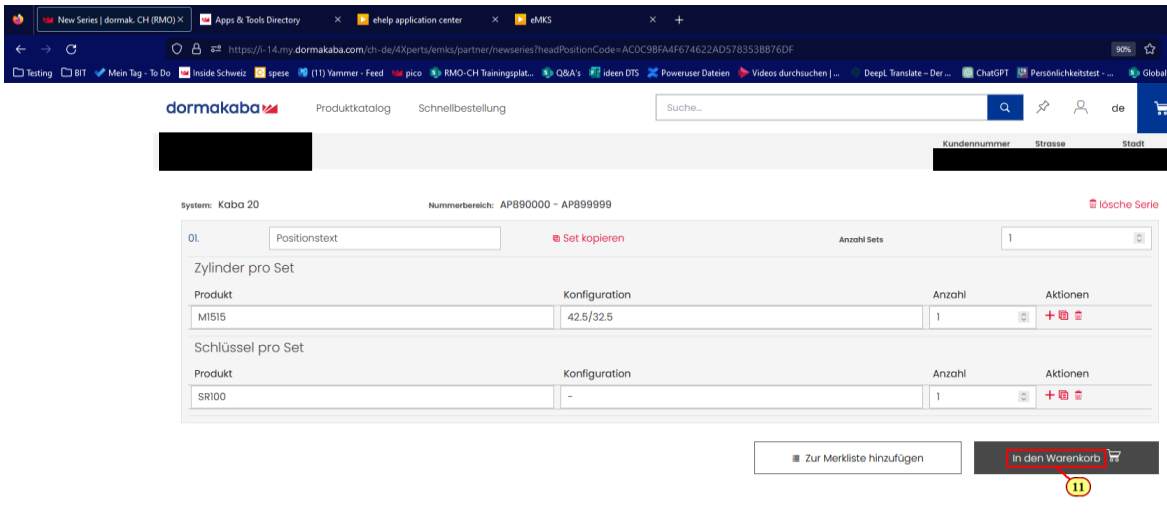 New Series | dormak. CH (RMO) × Apps & Tools Directory × ehelp application center × eMKS × +
https://i-14.my.dormakaba.com/ch-de/4Xperts/emks/partner/newseries?headPositionCode=AC0C9BFA4F674622AD578353B876DF 90%
Testing BIT Mein Tag - To Do Inside Schweiz spese (11) Yammer - Feed pico RMO-CH Trainingsplat... Q&A's ideen DTS Poweruser Dateien Videos durchsuchen | ... DeepL Translate – Der ... ChatGPT Persönlichkeitstest - ... Global
dormakaba Produktkatalog Schnellbestellung Suche... de
Kundennummer Strasse Stadt
System: Kaba 20 Nummerbereich: AP890000 - AP899999 lösche Serie
01. Positionstext Set kopieren Anzahl Sets 1
Zylinder pro Set
Produkt Konfiguration Anzahl Aktionen
M1515 42.5/32.5 1
Schlüssel pro Set
Produkt Konfiguration Anzahl Aktionen
SR100 - 1
Zur Merkliste hinzufügen In den Warenkorb
11